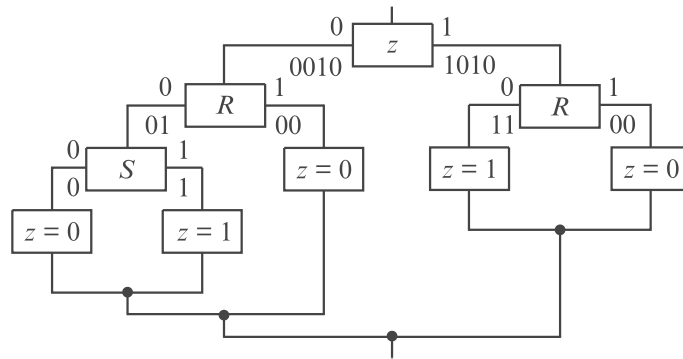 0 z 1
0010 1010
0 R 1 0 R 1
01 00 11 00
0 S 1
0 1
z = 0 z = 1 z = 0
z = 0 z = 1